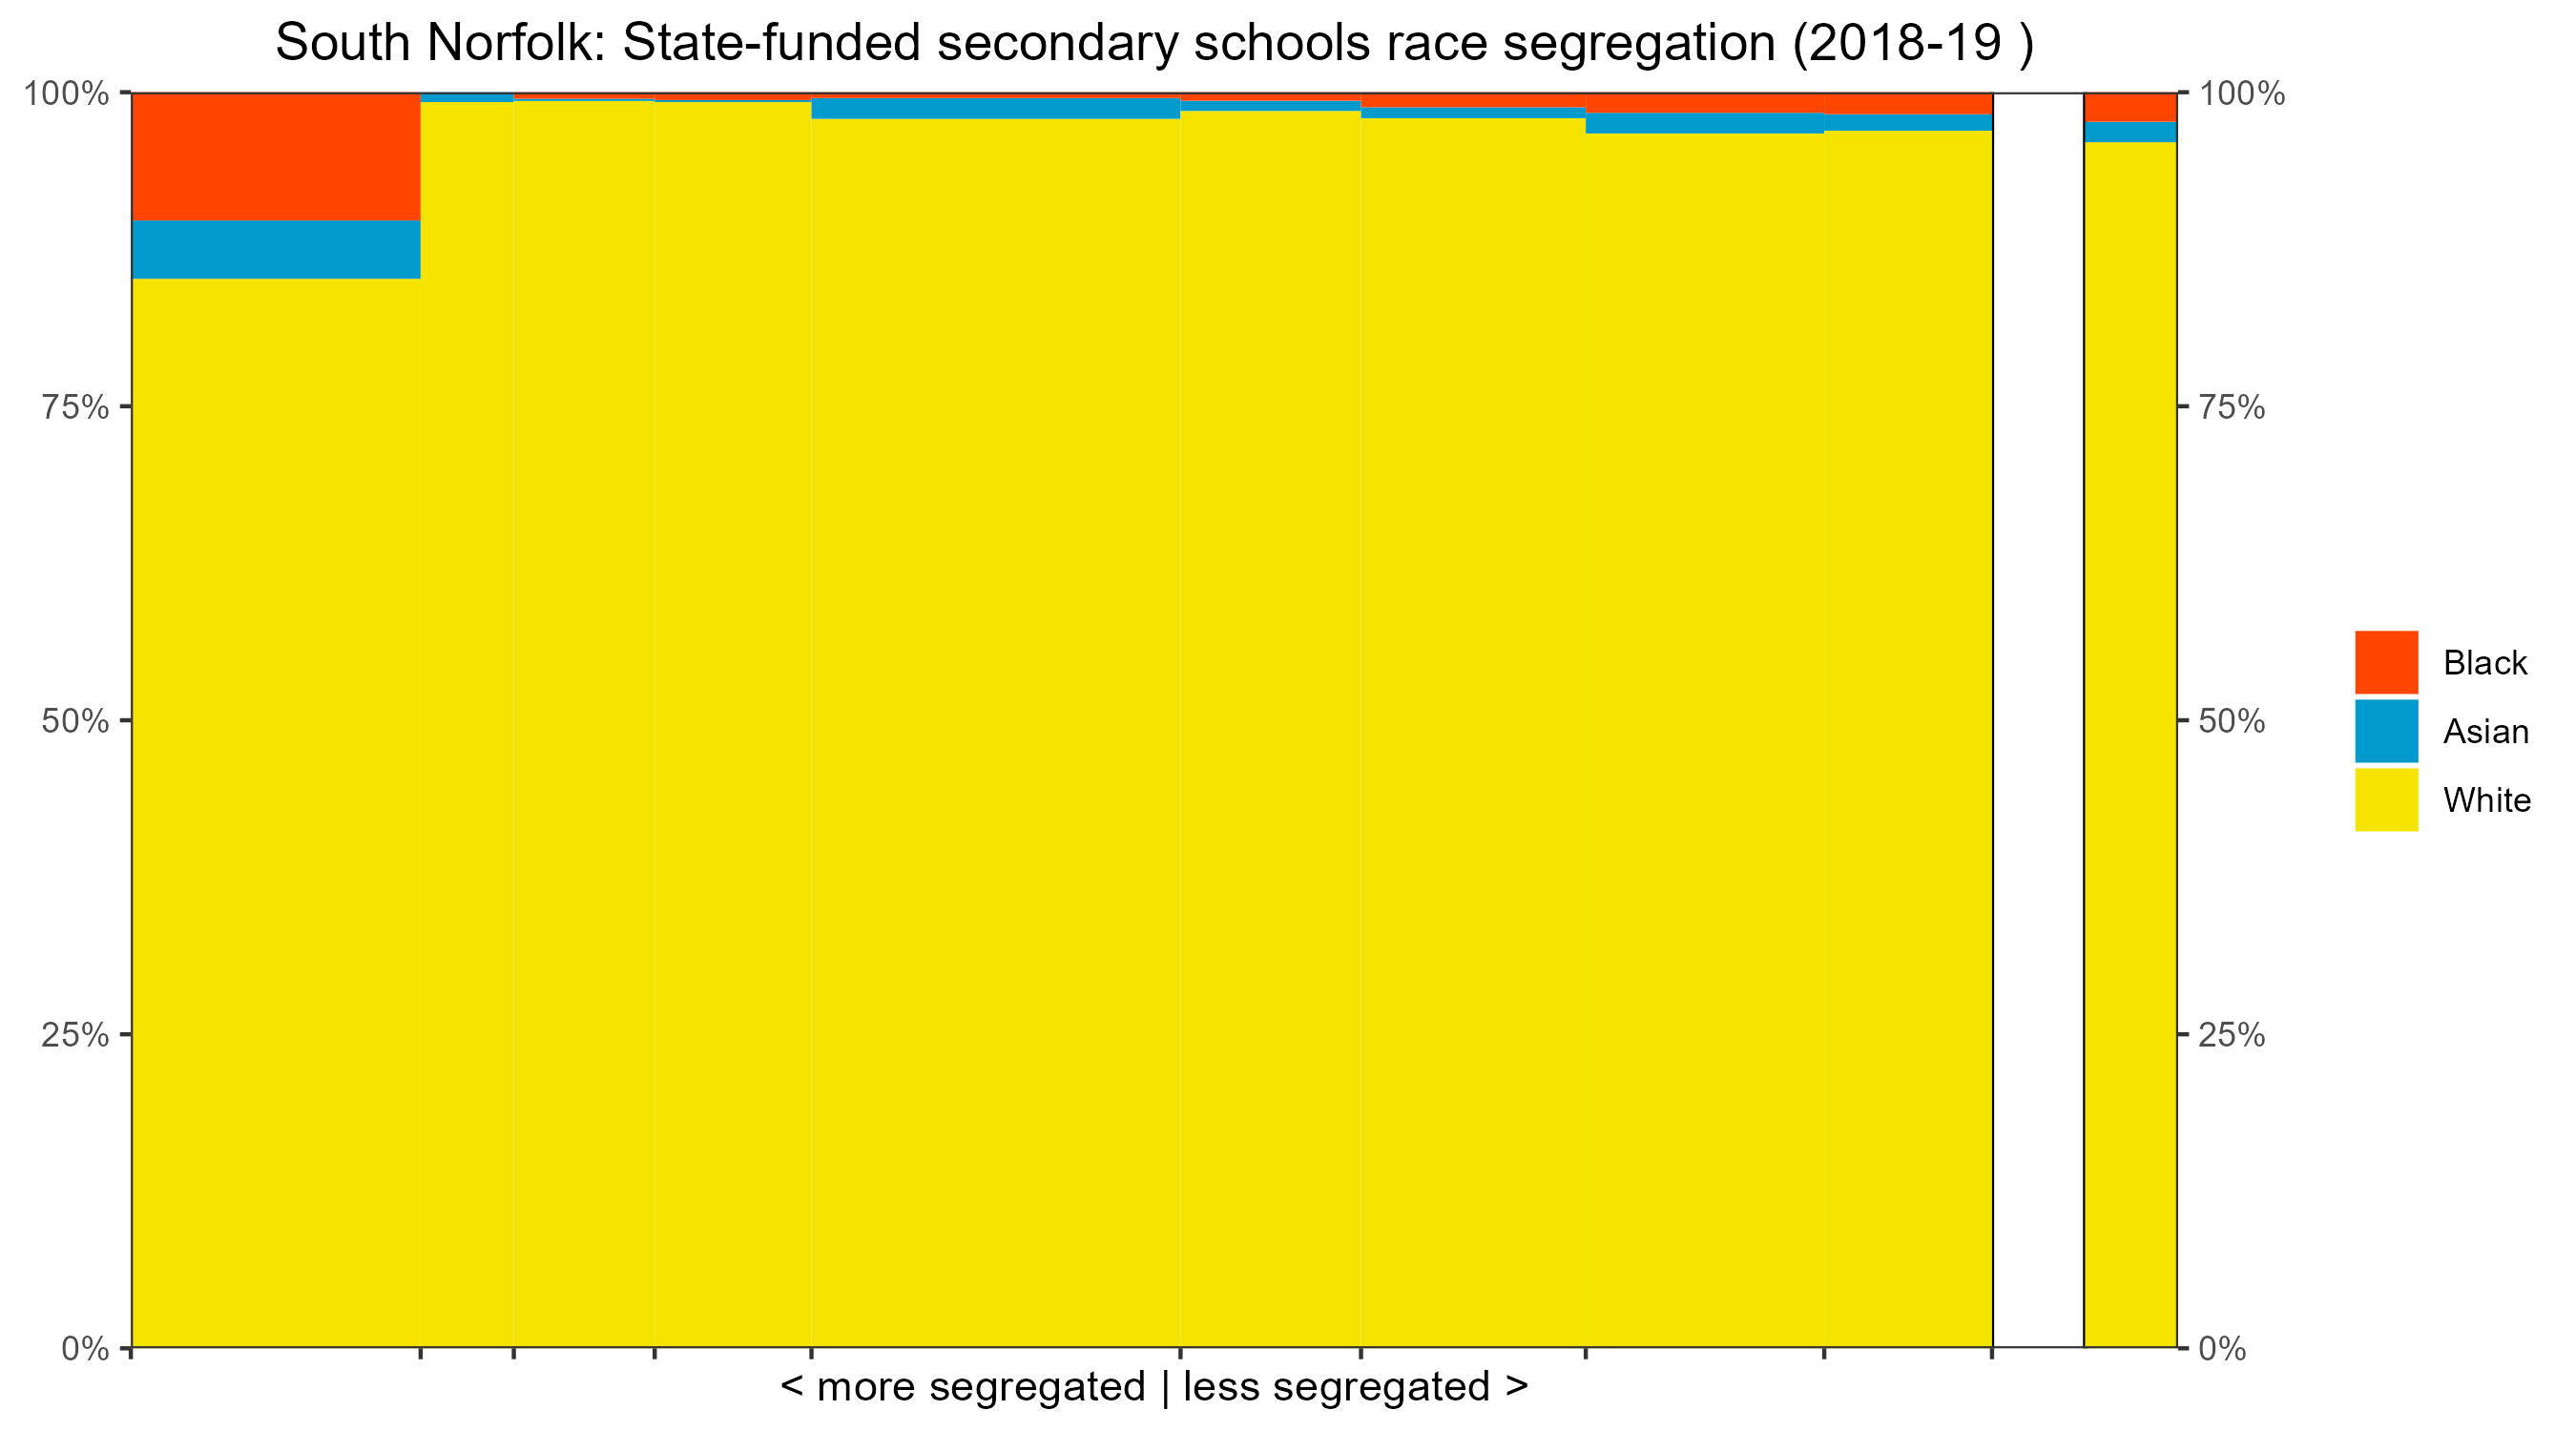 South Norfolk: State-funded secondary schools race segregation (2018-19 )
100%
75%
50%
25%
0%
100%
75%
50%
25%
0%
Black
Asian
White
< more segregated | less segregated >